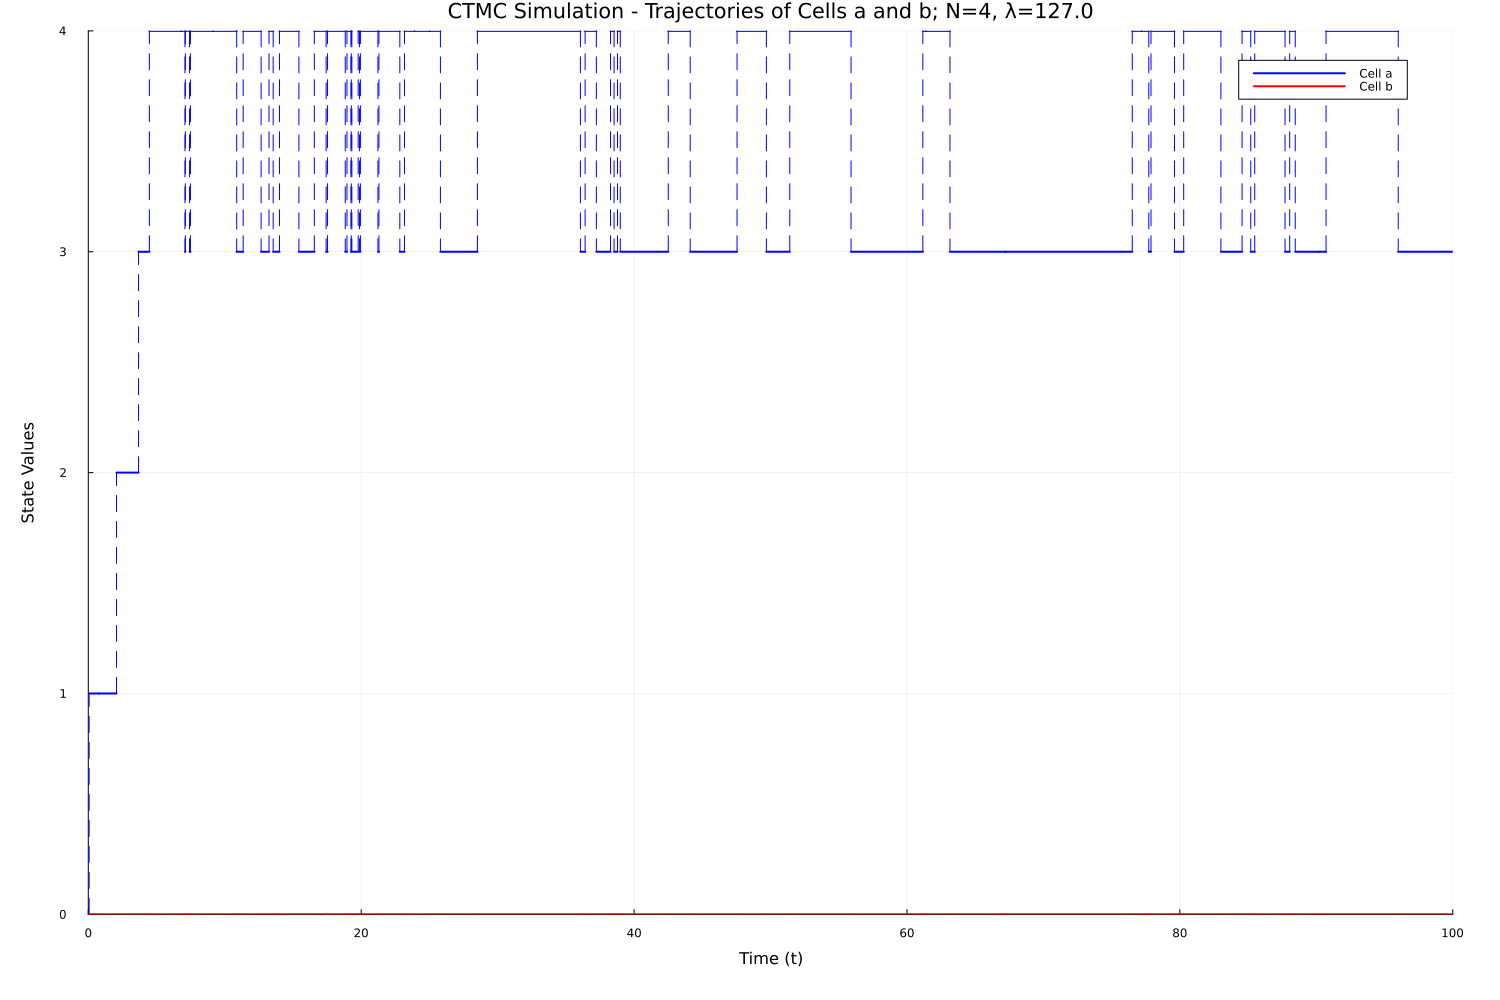 CTMC Simulation - Trajectories of Cells a and b; N=4, λ=127.0
4
Cell a
Cell b
3
State Values
2
1
0
0 20 40 60 80 100
Time (t)